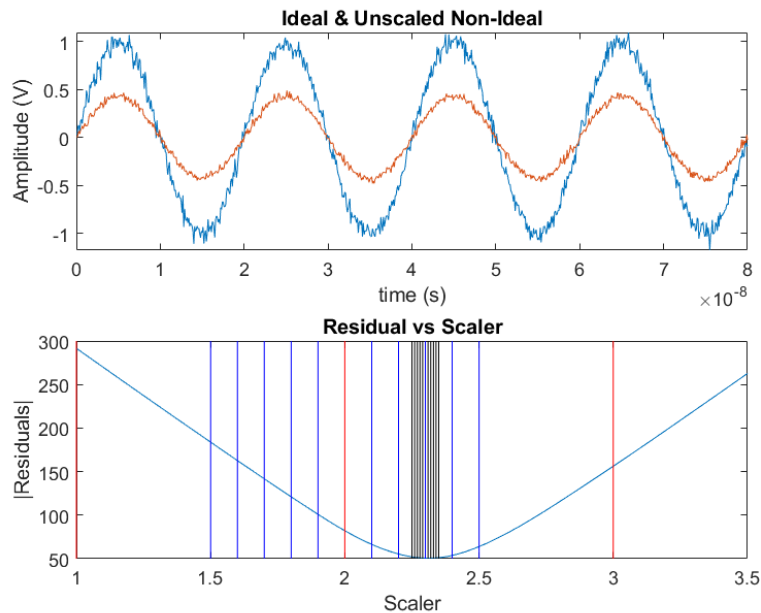 Ideal & Unscaled Non-Ideal
1
0.5
0
-0.5
-1
Amplitude (V)
0 1 2 3 4 5 6 7 8
time (s)
×10-8
Residual vs Scaler
300
250
200
150
100
50
|Residuals|
1 1.5 2 2.5 3 3.5
Scaler